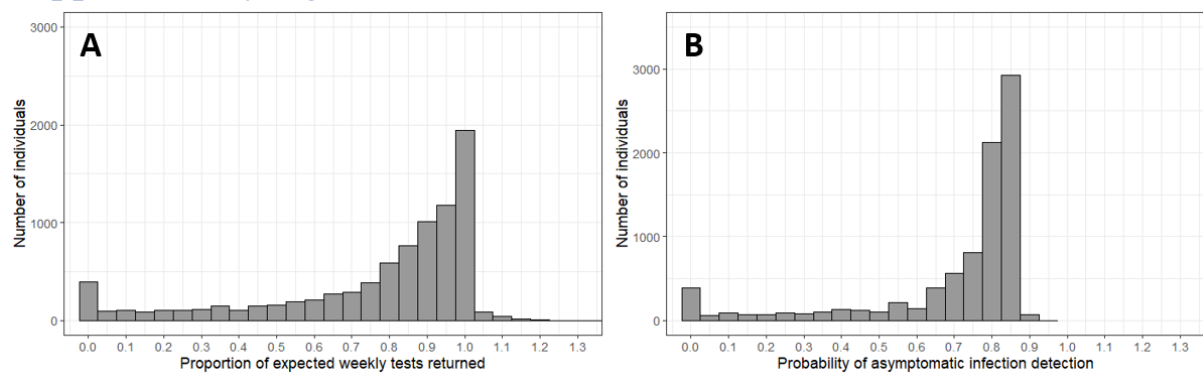 A
3000
2000
1000
0
Number of individuals
0.0 0.1 0.2 0.3 0.4 0.5 0.6 0.7 0.8 0.9 1.0 1.1 1.2 1.3
Proportion of expected weekly tests returned
B
3000
2000
1000
0
Number of individuals
0.0 0.1 0.2 0.3 0.4 0.5 0.6 0.7 0.8 0.9 1.0 1.1 1.2 1.3
Probability of asymptomatic infection detection